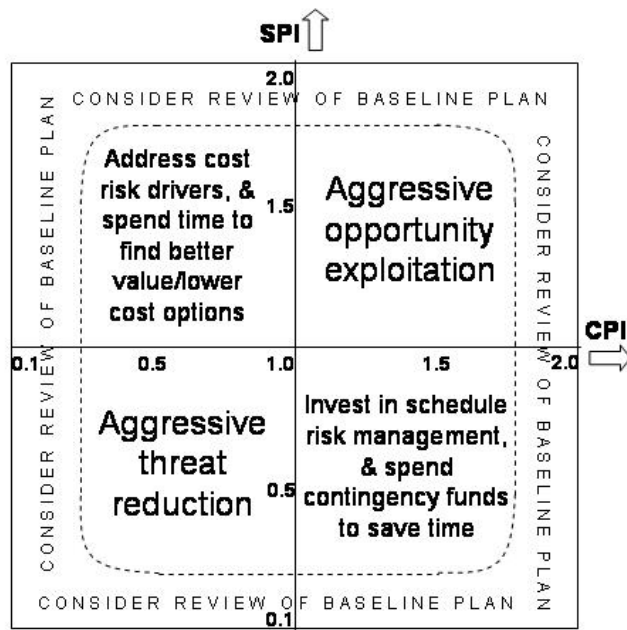 SPI
2.0
CONSIDER REVIEW OF BASELINE PLAN
CONSIDER REVIEW OF BASELINE PLAN
Address cost
risk drivers, &
spend time to
find better
value/lower
cost options
1.5
Aggressive
opportunity
exploitation
CONSIDER REVIEW OF BASELINE PLAN
CPI
0.1
0.5
1.0
1.5
2.0
Aggressive
threat
reduction
0.5
Invest in schedule
risk management,
& spend
contingency funds
to save time
CONSIDER REVIEW OF BASELINE PLAN
0.1